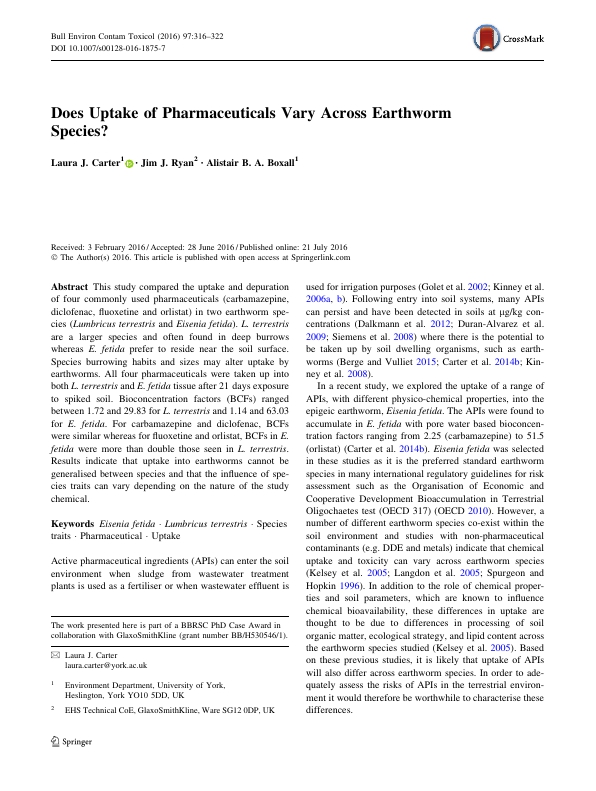 Bull Environ Contam Toxicol (2016) 97:316–322
DOI 10.1007/s00128-016-1875-7
CrossMark
Does Uptake of Pharmaceuticals Vary Across Earthworm
Species?
Laura J. Carter1 · Jim J. Ryan2 · Alistair B. A. Boxall1
Received: 3 February 2016 / Accepted: 28 June 2016 / Published online: 21 July 2016
© The Author(s) 2016. This article is published with open access at Springerlink.com
Abstract This study compared the uptake and depuration
of four commonly used pharmaceuticals (carbamazepine,
diclofenac, fluoxetine and orlistat) in two earthworm spe-
cies (Lumbricus terrestris and Eisenia fetida). L. terrestris
are a larger species and often found in deep burrows
whereas E. fetida prefer to reside near the soil surface.
Species burrowing habits and sizes may alter uptake by
earthworms. All four pharmaceuticals were taken up into
both L. terrestris and E. fetida tissue after 21 days exposure
to spiked soil. Bioconcentration factors (BCFs) ranged
between 1.72 and 29.83 for L. terrestris and 1.14 and 63.03
for E. fetida. For carbamazepine and diclofenac, BCFs
were similar whereas for fluoxetine and orlistat, BCFs in E.
fetida were more than double those seen in L. terrestris.
Results indicate that uptake into earthworms cannot be
generalised between species and that the influence of spe-
cies traits can vary depending on the nature of the study
chemical.
Keywords Eisenia fetida · Lumbricus terrestris · Species
traits · Pharmaceutical · Uptake
Active pharmaceutical ingredients (APIs) can enter the soil
environment when sludge from wastewater treatment
plants is used as a fertiliser or when wastewater effluent is
The work presented here is part of a BBRSC PhD Case Award in
collaboration with GlaxoSmithKline (grant number BB/H530546/1).
Laura J. Carter
laura.carter@york.ac.uk
1 Environment Department, University of York,
Heslington, York YO10 5DD, UK
2 EHS Technical CoE, GlaxoSmithKline, Ware SG12 0DP, UK
used for irrigation purposes (Golet et al. 2002; Kinney et al.
2006a, b). Following entry into soil systems, many APIs
can persist and have been detected in soils at µg/kg con-
centrations (Dalkmann et al. 2012; Duran-Alvarez et al.
2009; Siemens et al. 2008) where there is the potential to
be taken up by soil dwelling organisms, such as earth-
worms (Berge and Vulliet 2015; Carter et al. 2014b; Kin-
ney et al. 2008).
In a recent study, we explored the uptake of a range of
APIs, with different physico-chemical properties, into the
epigeic earthworm, Eisenia fetida. The APIs were found to
accumulate in E. fetida with pore water based bioconcen-
tration factors ranging from 2.25 (carbamazepine) to 51.5
(orlistat) (Carter et al. 2014b). Eisenia fetida was selected
in these studies as it is the preferred standard earthworm
species in many international regulatory guidelines for risk
assessment such as the Organisation of Economic and
Cooperative Development Bioaccumulation in Terrestrial
Oligochaetes test (OECD 317) (OECD 2010). However, a
number of different earthworm species co-exist within the
soil environment and studies with non-pharmaceutical
contaminants (e.g. DDE and metals) indicate that chemical
uptake and toxicity can vary across earthworm species
(Kelsey et al. 2005; Langdon et al. 2005; Spurgeon and
Hopkin 1996). In addition to the role of chemical proper-
ties and soil parameters, which are known to influence
chemical bioavailability, these differences in uptake are
thought to be due to differences in processing of soil
organic matter, ecological strategy, and lipid content across
the earthworm species studied (Kelsey et al. 2005). Based
on these previous studies, it is likely that uptake of APIs
will also differ across earthworm species. In order to ade-
quately assess the risks of APIs in the terrestrial environ-
ment it would therefore be worthwhile to characterise these
differences.
Springer